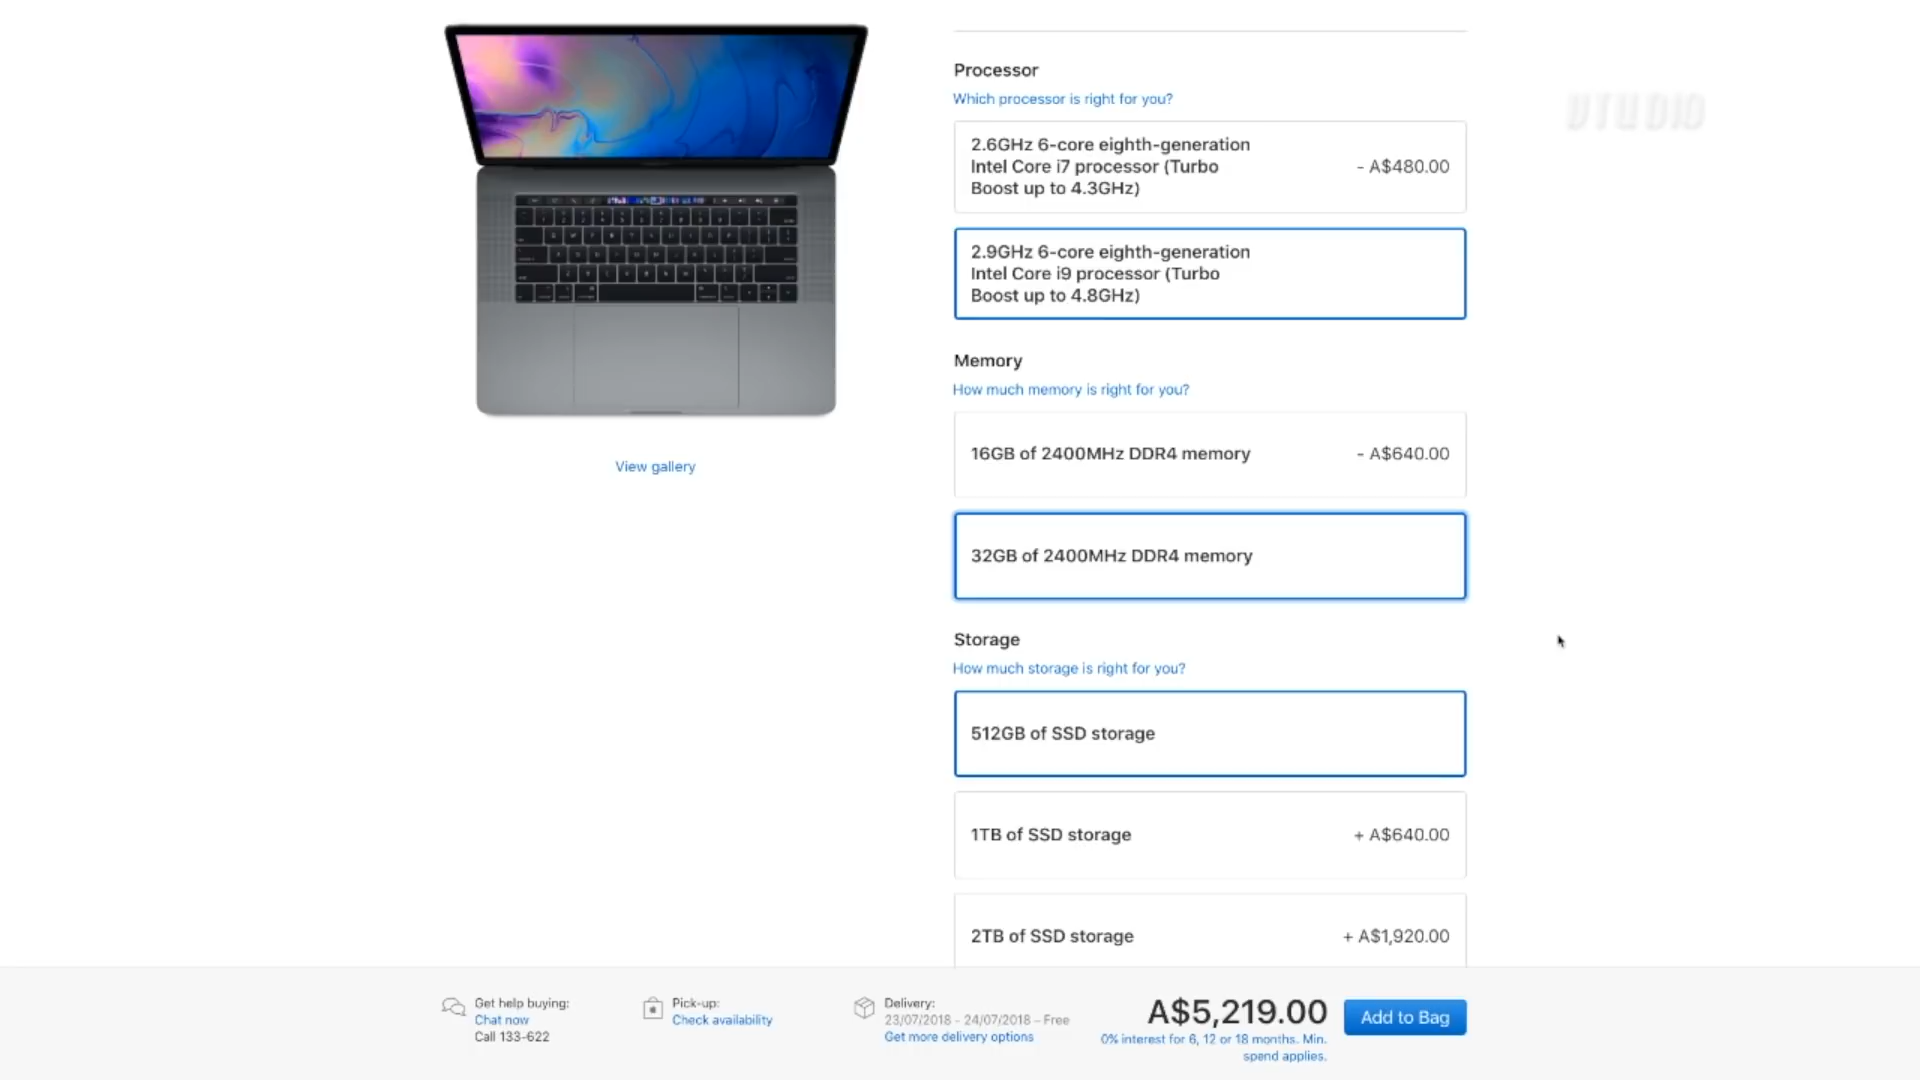 Processor
Which processor is right for you?
2.6GHz 6-core eighth-generation
Intel Core i7 processor (Turbo
Boost up to 4.3GHz)
- A$480.00
2.9GHz 6-core eighth-generation
Intel Core i9 processor (Turbo
Boost up to 4.8GHz)
Memory
How much memory is right for you?
16GB of 2400MHz DDR4 memory
- A$640.00
32GB of 2400MHz DDR4 memory
View gallery
Storage
How much storage is right for you?
512GB of SSD storage
1TB of SSD storage
+ A$640.00
2TB of SSD storage
+ A$1,920.00
Get help buying:
Chat now
Call 133-622
Pick-up:
Check availability
Delivery:
23/07/2018 - 24/07/2018 – Free
Get more delivery options
A$5,219.00
0% interest for 6, 12 or 18 months. Min.
spend applies.
Add to Bag